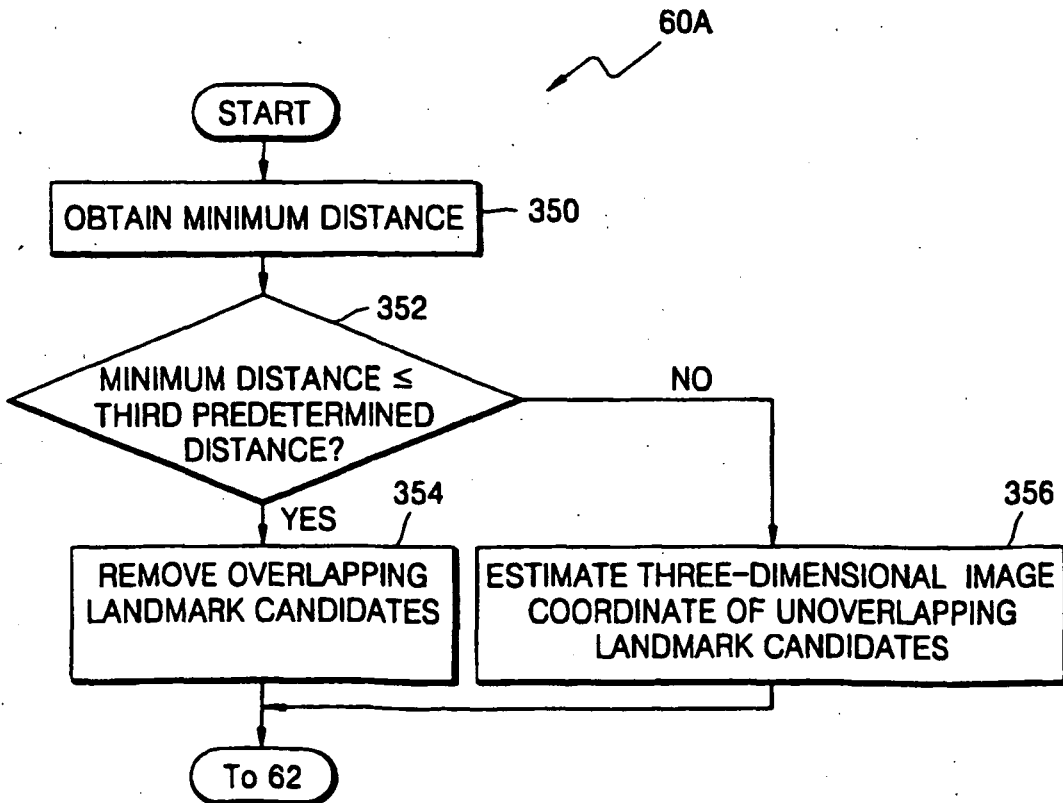 60A
START
OBTAIN MINIMUM DISTANCE
350
352
MINIMUM DISTANCE ≤
THIRD PREDETERMINED
DISTANCE?
NO
YES
354
REMOVE OVERLAPPING
LANDMARK CANDIDATES
356
ESTIMATE THREE-DIMENSIONAL IMAGE
COORDINATE OF UNOVERLAPPING
LANDMARK CANDIDATES
To 62